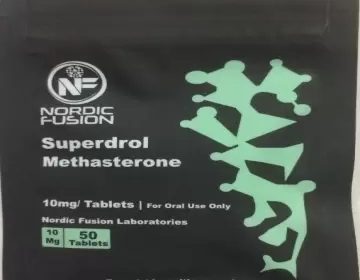 NF
NORDIC
FUSION
Superdrol
Methasterone
10mg/ Tablets | For Oral Use Only
Nordic Fusion Laboratories
10 50
Mg Tablets